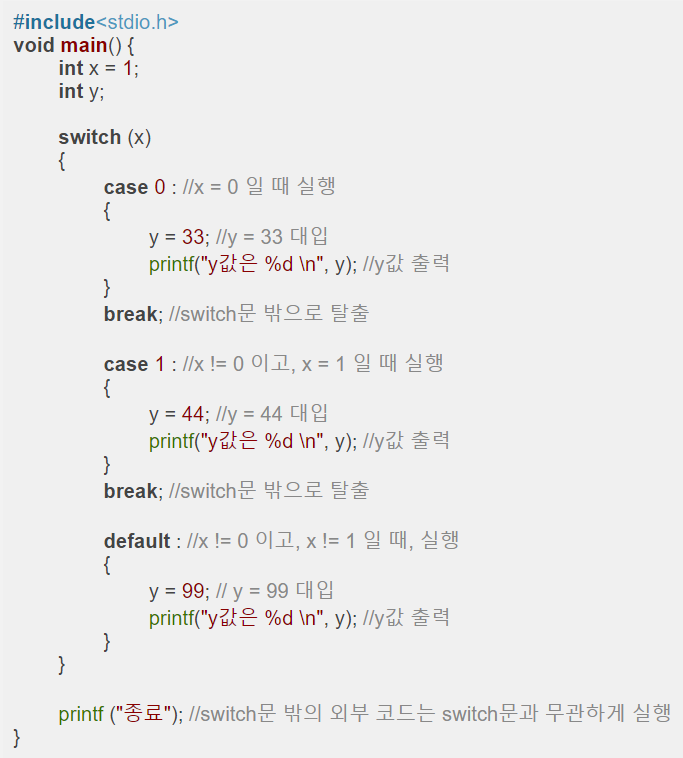 #include<stdio.h>
void main() {
int x = 1;
int y;
switch (x)
{
case 0 : //x = 0 일 때 실행
{
y = 33; //y = 33 대입
printf("y값은 %d \n", y); //y값 출력
}
break; //switch문 밖으로 탈출
case 1 : //x != 0 이고, x = 1 일 때 실행
{
y = 44; //y = 44 대입
printf("y값은 %d \n", y); //y값 출력
}
break; //switch문 밖으로 탈출
default : //x != 0 이고, x != 1 일 때, 실행
{
y = 99; // y = 99 대입
printf("y값은 %d \n", y); //y값 출력
}
}
printf ("종료"); //switch문 밖의 외부 코드는 switch문과 무관하게 실행
}